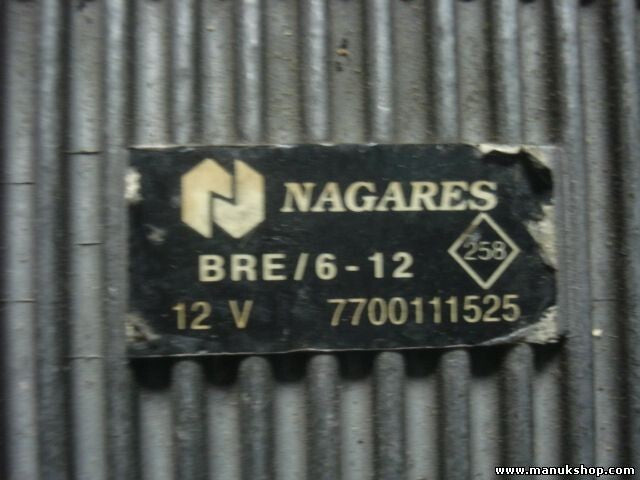 NAGARES
BRE/6-12
258
12 V 7700111525
www.manukshop.com